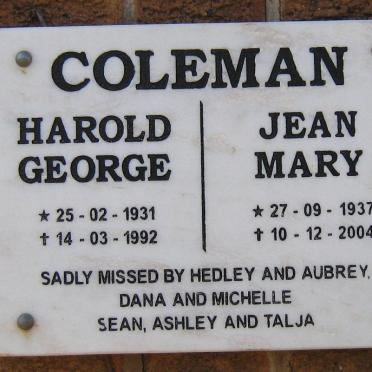 COLEMAN
HAROLD GEORGE
★ 25 - 02 - 1931
† 14 - 03 - 1992
JEAN MARY
★ 27 - 09 - 1937
† 10 - 12 - 2004
SADLY MISSED BY HEDLEY AND AUBREY,
DANA AND MICHELLE
SEAN, ASHLEY AND TALJA